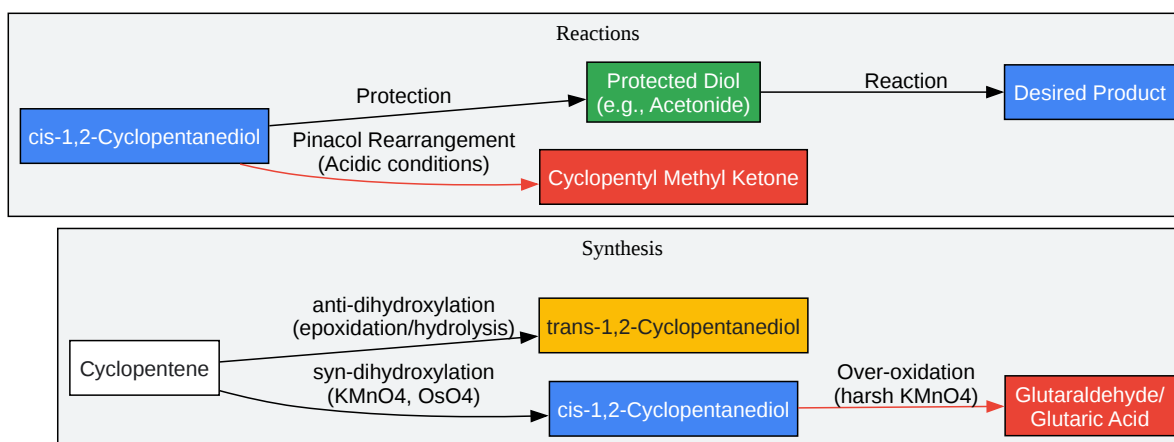 Reactions
Protection
Protected Diol
(e.g., Acetonide)
Reaction
Desired Product
cis-1,2-Cyclopentanediol
Pinacol Rearrangement
(Acidic conditions)
Cyclopentyl Methyl Ketone
Synthesis
anti-dihydroxylation
(epoxidation/hydrolysis)
trans-1,2-Cyclopentanediol
Cyclopentene
syn-dihydroxylation
(KMnO4, OsO4)
cis-1,2-Cyclopentanediol
Over-oxidation
(harsh KMnO4)
Glutaraldehyde/
Glutaric Acid